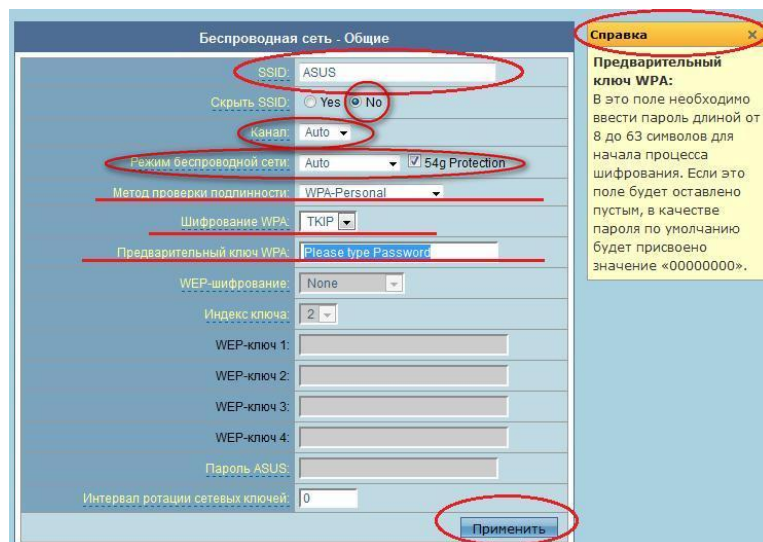 Беспроводная сеть - Общие
SSID: ASUS
Скрыть SSID: Yes No
Канал: Auto
Режим беспроводной сети: Auto 54g Protection
Метод проверки подлинности: WPA-Personal
Шифрование WPA: TKIP
Предварительный ключ WPA: Please type Password
WEP-шифрование: None
Индекс ключа: 2
WEP-ключ 1:
WEP-ключ 2:
WEP-ключ 3:
WEP-ключ 4:
Пароль ASUS:
Интервал ротации сетевых ключей: 0
Применить
Справка
Предварительный
ключ WPA:
В это поле необходимо
ввести пароль длиной от
8 до 63 символов для
начала процесса
шифрования. Если это
поле будет оставлено
пустым, в качестве
пароля по умолчанию
будет присвоено
значение «00000000».